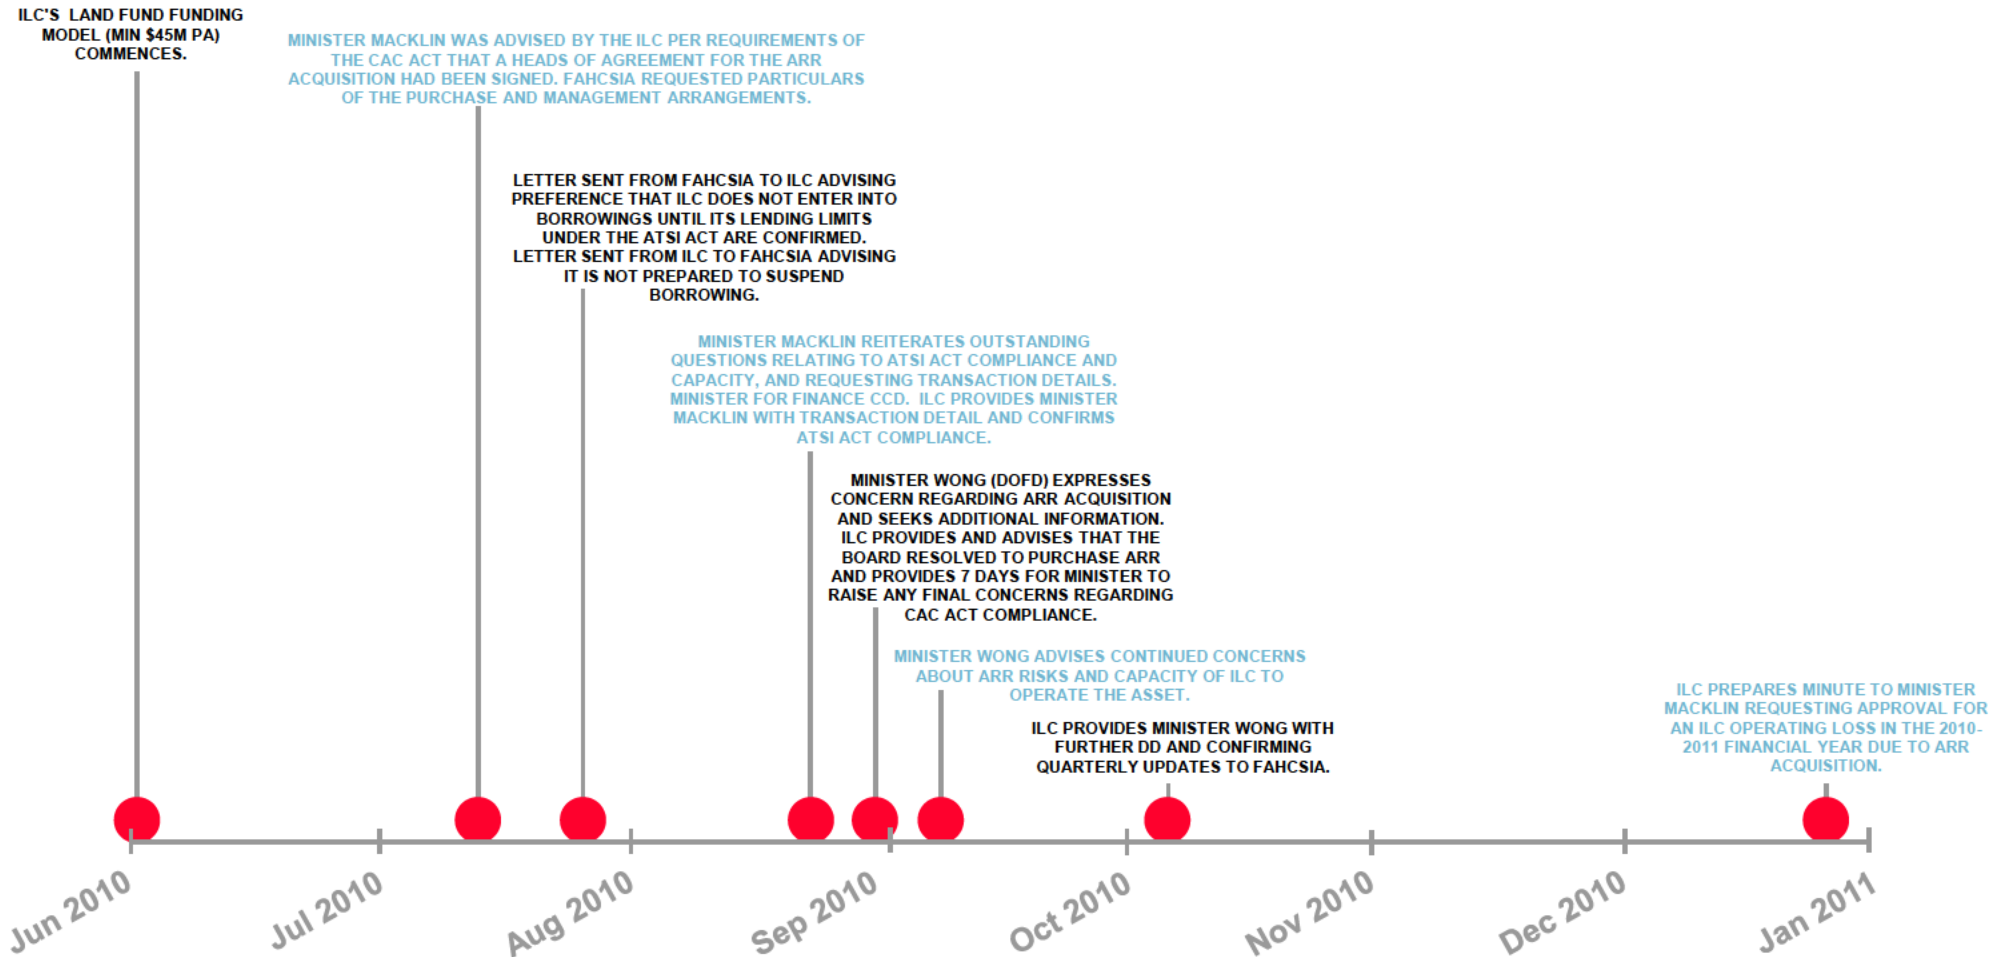 ILC'S LAND FUND FUNDING
MODEL (MIN $45M PA)
COMMENCES.
MINISTER MACKLIN WAS ADVISED BY THE ILC PER REQUIREMENTS OF
THE CAC ACT THAT A HEADS OF AGREEMENT FOR THE ARR
ACQUISITION HAD BEEN SIGNED. FAHCSIA REQUESTED PARTICULARS
OF THE PURCHASE AND MANAGEMENT ARRANGEMENTS.
LETTER SENT FROM FAHCSIA TO ILC ADVISING
PREFERENCE THAT ILC DOES NOT ENTER INTO
BORROWINGS UNTIL ITS LENDING LIMITS
UNDER THE ATSI ACT ARE CONFIRMED.
LETTER SENT FROM ILC TO FAHCSIA ADVISING
IT IS NOT PREPARED TO SUSPEND
BORROWING.
MINISTER MACKLIN REITERATES OUTSTANDING
QUESTIONS RELATING TO ATSI ACT COMPLIANCE AND
CAPACITY, AND REQUESTING TRANSACTION DETAILS.
MINISTER FOR FINANCE CCD. ILC PROVIDES MINISTER
MACKLIN WITH TRANSACTION DETAIL AND CONFIRMS
ATSI ACT COMPLIANCE.
MINISTER WONG (DOFD) EXPRESSES
CONCERN REGARDING ARR ACQUISITION
AND SEEKS ADDITIONAL INFORMATION.
ILC PROVIDES AND ADVISES THAT THE
BOARD RESOLVED TO PURCHASE ARR
AND PROVIDES 7 DAYS FOR MINISTER TO
RAISE ANY FINAL CONCERNS REGARDING
CAC ACT COMPLIANCE.
MINISTER WONG ADVISES CONTINUED CONCERNS
ABOUT ARR RISKS AND CAPACITY OF ILC TO
OPERATE THE ASSET.
ILC PROVIDES MINISTER WONG WITH
FURTHER DD AND CONFIRMING
QUARTERLY UPDATES TO FAHCSIA.
ILC PREPARES MINUTE TO MINISTER
MACKLIN REQUESTING APPROVAL FOR
AN ILC OPERATING LOSS IN THE 2010-
2011 FINANCIAL YEAR DUE TO ARR
ACQUISITION.
Jun 2010
Jul 2010
Aug 2010
Sep 2010
Oct 2010
Nov 2010
Dec 2010
Jan 2011